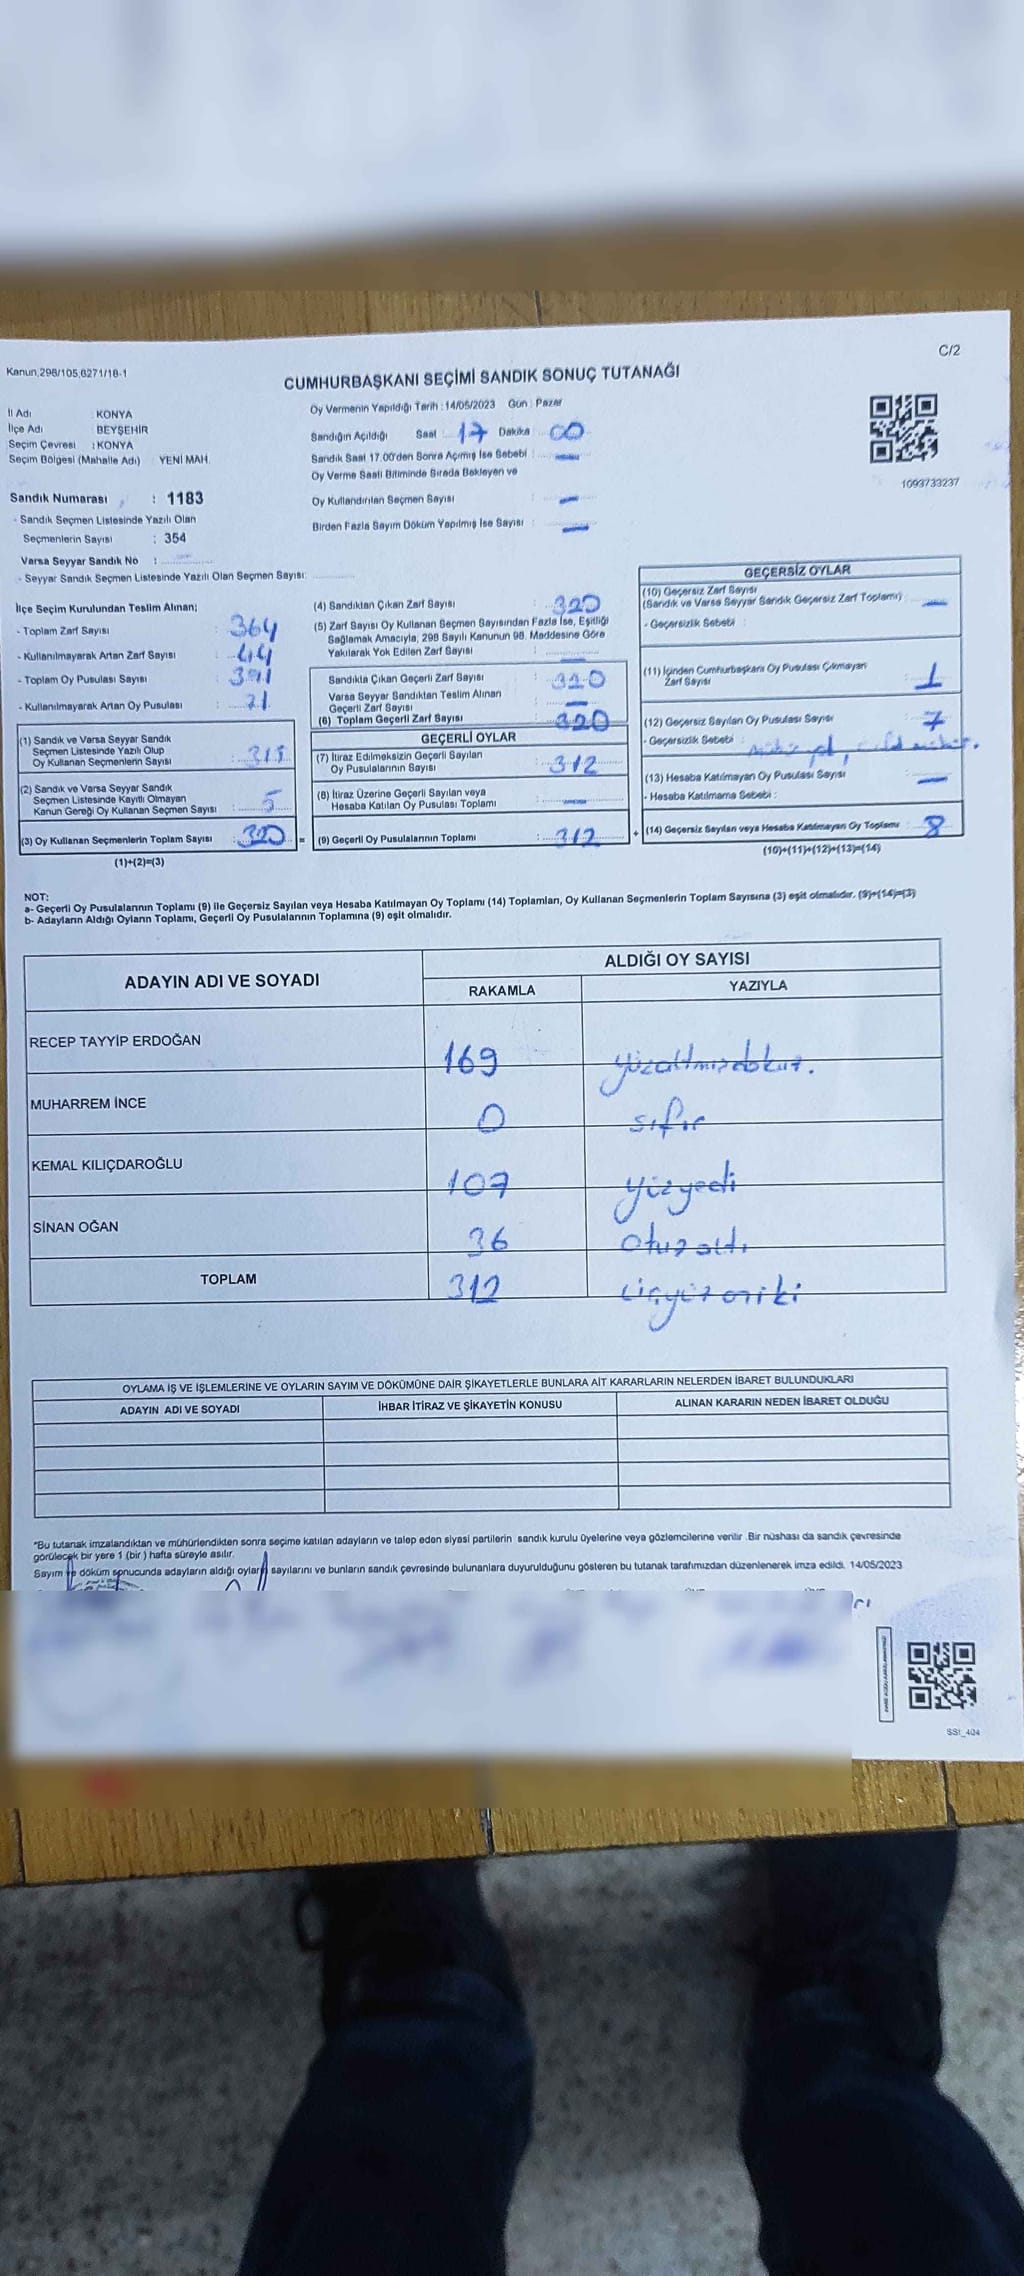 C/2
Kanun,298/105,6271/18-1
CUMHURBAŞKANI SEÇİMİ SANDIK SONUÇ TUTANAĞI
İl Adı : KONYA
İlçe Adı : BEYŞEHİR
Seçim Çevresi : KONYA
Seçim Bölgesi (Mahalle Adı) YENİ MAH.
Sandık Numarası : 1183
- Sandık Seçmen Listesinde Yazılı Olan
Seçmenlerin Sayısı : 354
Varsa Seyyar Sandık No :
- Seyyar Sandık Seçmen Listesinde Yazılı Olan Seçmen Sayısı:
Oy Vermenin Yapıldığı Tarih : 14/05/2023 Gün : Pazar
Sandığın Açıldığı Saat : 17 Dakika : 00
Sandık Saat 17.00'den Sonra Açımış İse Sebebi : —
Oy Verme Saati Bitiminde Sırada Bekleyen ve
Oy Kullandırılan Seçmen Sayısı : —
Birden Fazla Sayım Döküm Yapılmış İse Sayısı : —
1093733237
İlçe Seçim Kurulundan Teslim Alınan;
- Toplam Zarf Sayısı : 364
- Kullanılmayarak Artan Zarf Sayısı : 44
- Toplam Oy Pusulası Sayısı : 391
- Kullanılmayarak Artan Oy Pusulası : 71
(1) Sandık ve Varsa Seyyar Sandık
Seçmen Listesinde Yazılı Olup
Oy Kullanan Seçmenlerin Sayısı : 315
(2) Sandık ve Varsa Seyyar Sandık
Seçmen Listesinde Kayıtlı Olmayan
Kanun Gereği Oy Kullanan Seçmen Sayısı : 5
(3) Oy Kullanan Seçmenlerin Toplam Sayısı : 320
(1)+(2)=(3)
(4) Sandıktan Çıkan Zarf Sayısı : 320
(5) Zarf Sayısı Oy Kullanan Seçmen Sayısından Fazla İse, Eşitliği
Sağlamak Amacıyla, 298 Sayılı Kanunun 98. Maddesine Göre
Yakılarak Yok Edilen Zarf Sayısı : —
Sandıkta Çıkan Geçerli Zarf Sayısı : 320
Varsa Seyyar Sandıktan Teslim Alınan
Geçerli Zarf Sayısı : —
(6) Toplam Geçerli Zarf Sayısı : 320
GEÇERLİ OYLAR
(7) İtiraz Edilmeksizin Geçerli Sayılan
Oy Pusulalarının Sayısı : 312
(8) İtiraz Üzerine Geçerli Sayılan veya
Hesaba Katılan Oy Pusulası Toplamı : —
= (9) Geçerli Oy Pusulalarının Toplamı : 312
GEÇERSİZ OYLAR
(10) Geçersiz Zarf Sayısı
(Sandık ve Varsa Seyyar Sandık Geçersiz Zarf Toplamı) : —
- Geçersizlik Sebebi :
(11) İçinden Cumhurbaşkanı Oy Pusulası Çıkmayan
Zarf Sayısı : 1
(12) Geçersiz Sayılan Oy Pusulası Sayısı : 7
- Geçersizlik Sebebi :
(13) Hesaba Katılmayan Oy Pusulası Sayısı : —
- Hesaba Katılmama Sebebi :
+ (14) Geçersiz Sayılan veya Hesaba Katılmayan Oy Toplamı : 8
(10)+(11)+(12)+(13)=(14)
NOT:
a- Geçerli Oy Pusulalarının Toplamı (9) ile Geçersiz Sayılan veya Hesaba Katılmayan Oy Toplamı (14) Toplamları, Oy Kullanan Seçmenlerin Toplam Sayısına (3) eşit olmalıdır. (9)+(14)=(3)
b- Adayların Aldığı Oyların Toplamı, Geçerli Oy Pusulalarının Toplamına (9) eşit olmalıdır.
ADAYIN ADI VE SOYADI ALDIĞI OY SAYISI
RAKAMLA YAZIYLA
RECEP TAYYİP ERDOĞAN 169 yüzaltmışdokuz.
MUHARREM İNCE 0 sıfır
KEMAL KILIÇDAROĞLU 107 yüzyedi
SİNAN OĞAN 36 otuzaltı
TOPLAM 312 üçyüzoniki
OYLAMA İŞ VE İŞLEMLERİNE VE OYLARIN SAYIM VE DÖKÜMÜNE DAİR ŞİKAYETLERLE BUNLARA AİT KARARLARIN NELERDEN İBARET BULUNDUKLARI
ADAYIN ADI VE SOYADI İHBAR İTİRAZ VE ŞİKAYETİN KONUSU ALINAN KARARIN NEDEN İBARET OLDUĞU
*Bu tutanak imzalandıktan ve mühürlendikten sonra seçime katılan adayların ve talep eden siyasi partilerin sandık kurulu üyelerine veya gözlemcilerine verilir .Bir nüshası da sandık çevresinde
görülecek bir yere 1 (bir ) hafta süreyle asılır.
Sayım ve döküm sonucunda adayların aldığı oyların sayılarını ve bunların sandık çevresinde bulunanlara duyurulduğunu gösteren bu tutanak tarafımızdan düzenlenerek imza edildi. 14/05/2023
SS1_404